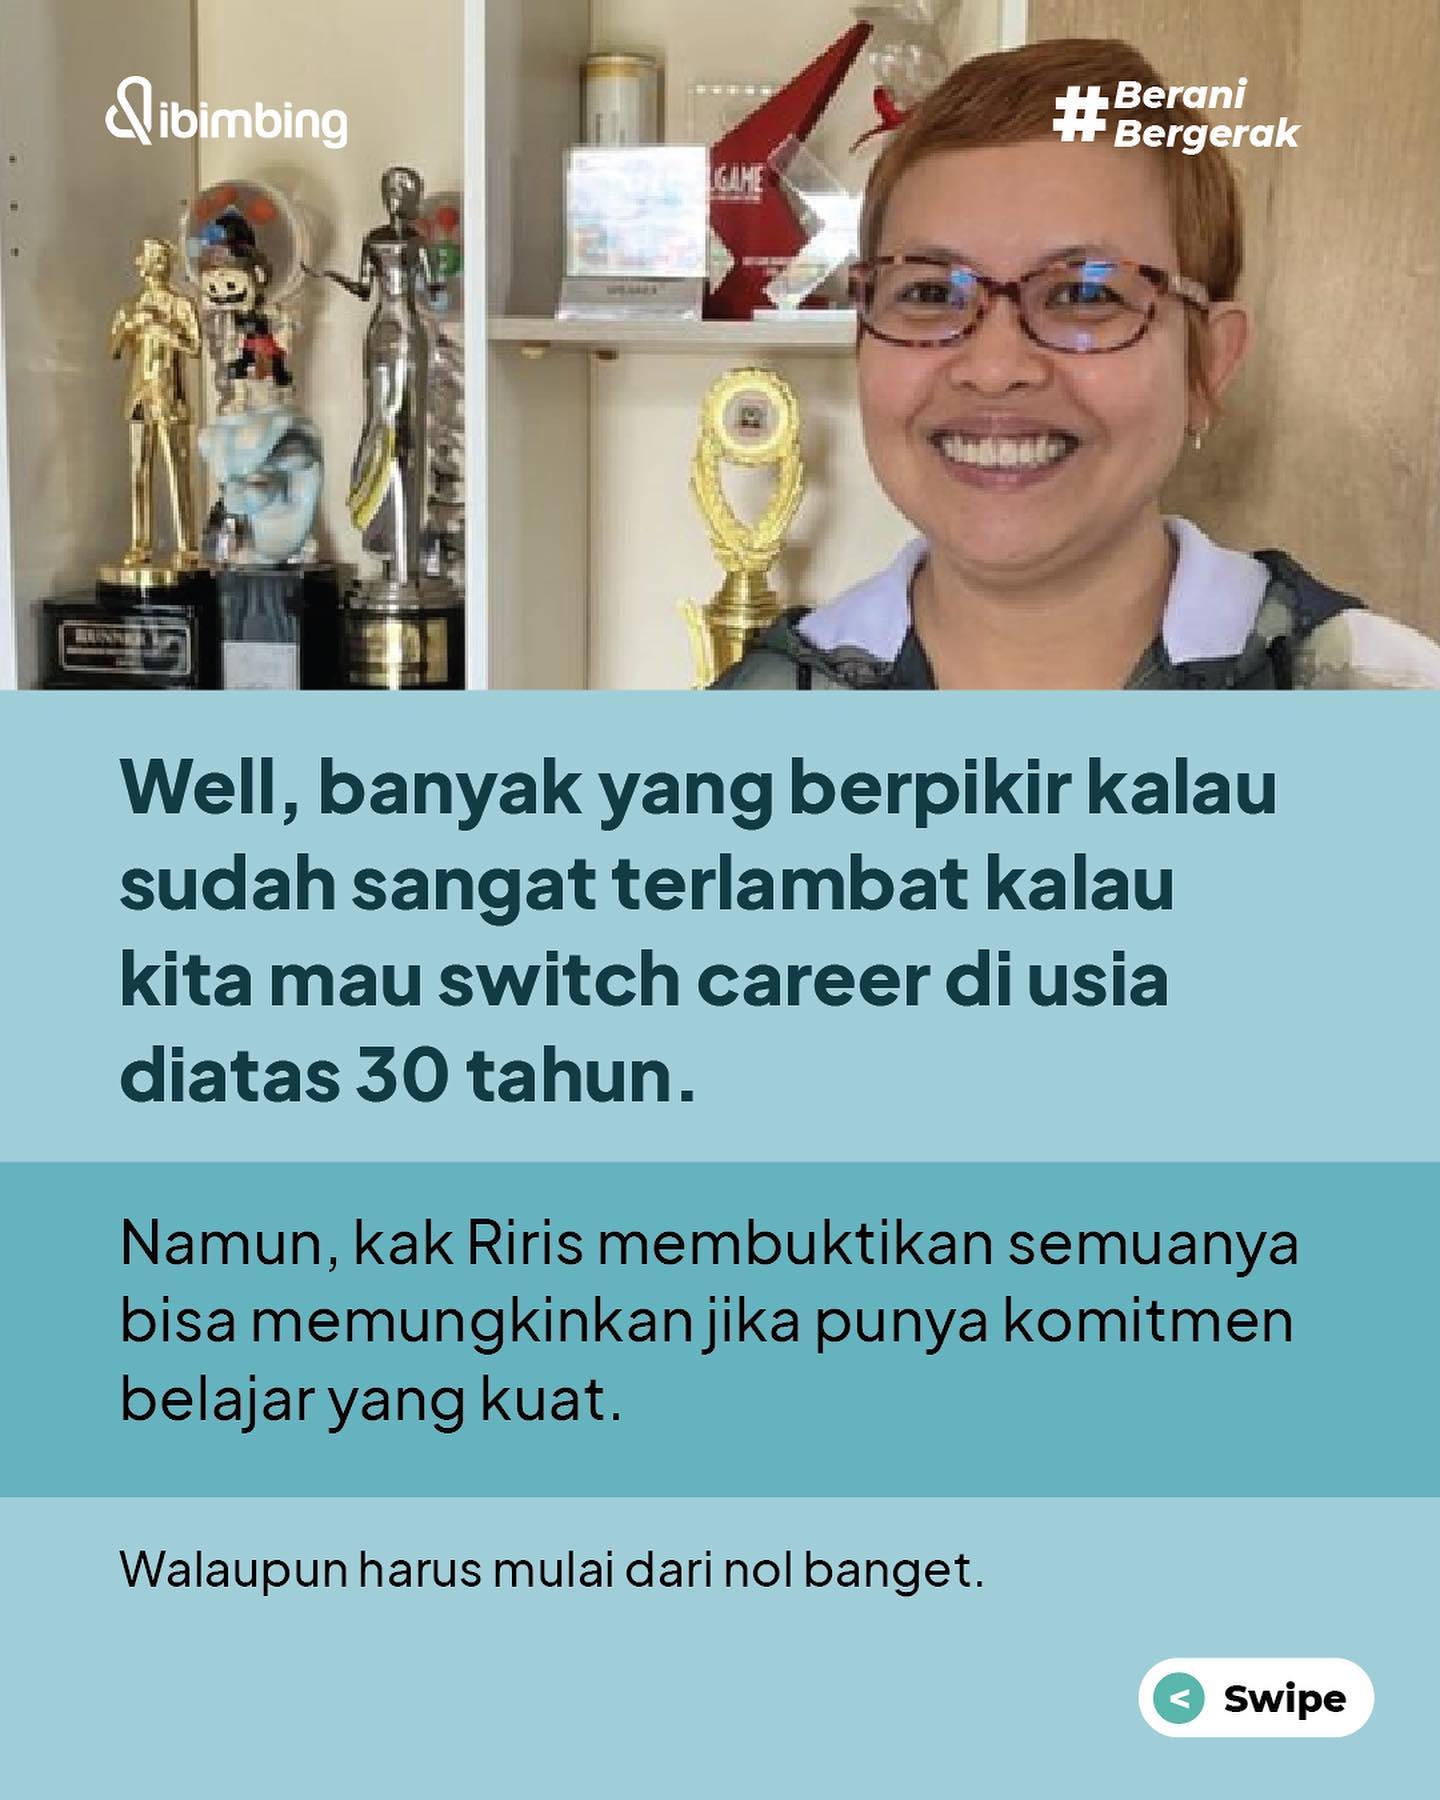 dibimbing
#Berani
Bergerak
Well, banyak yang berpikir kalau
sudah sangat terlambat kalau
kita mau switch career di usia
diatas 30 tahun.
Namun, kak Riris membuktikan semuanya
bisa memungkinkan jika punya komitmen
belajar yang kuat.
Walaupun harus mulai dari nol banget.
< Swipe